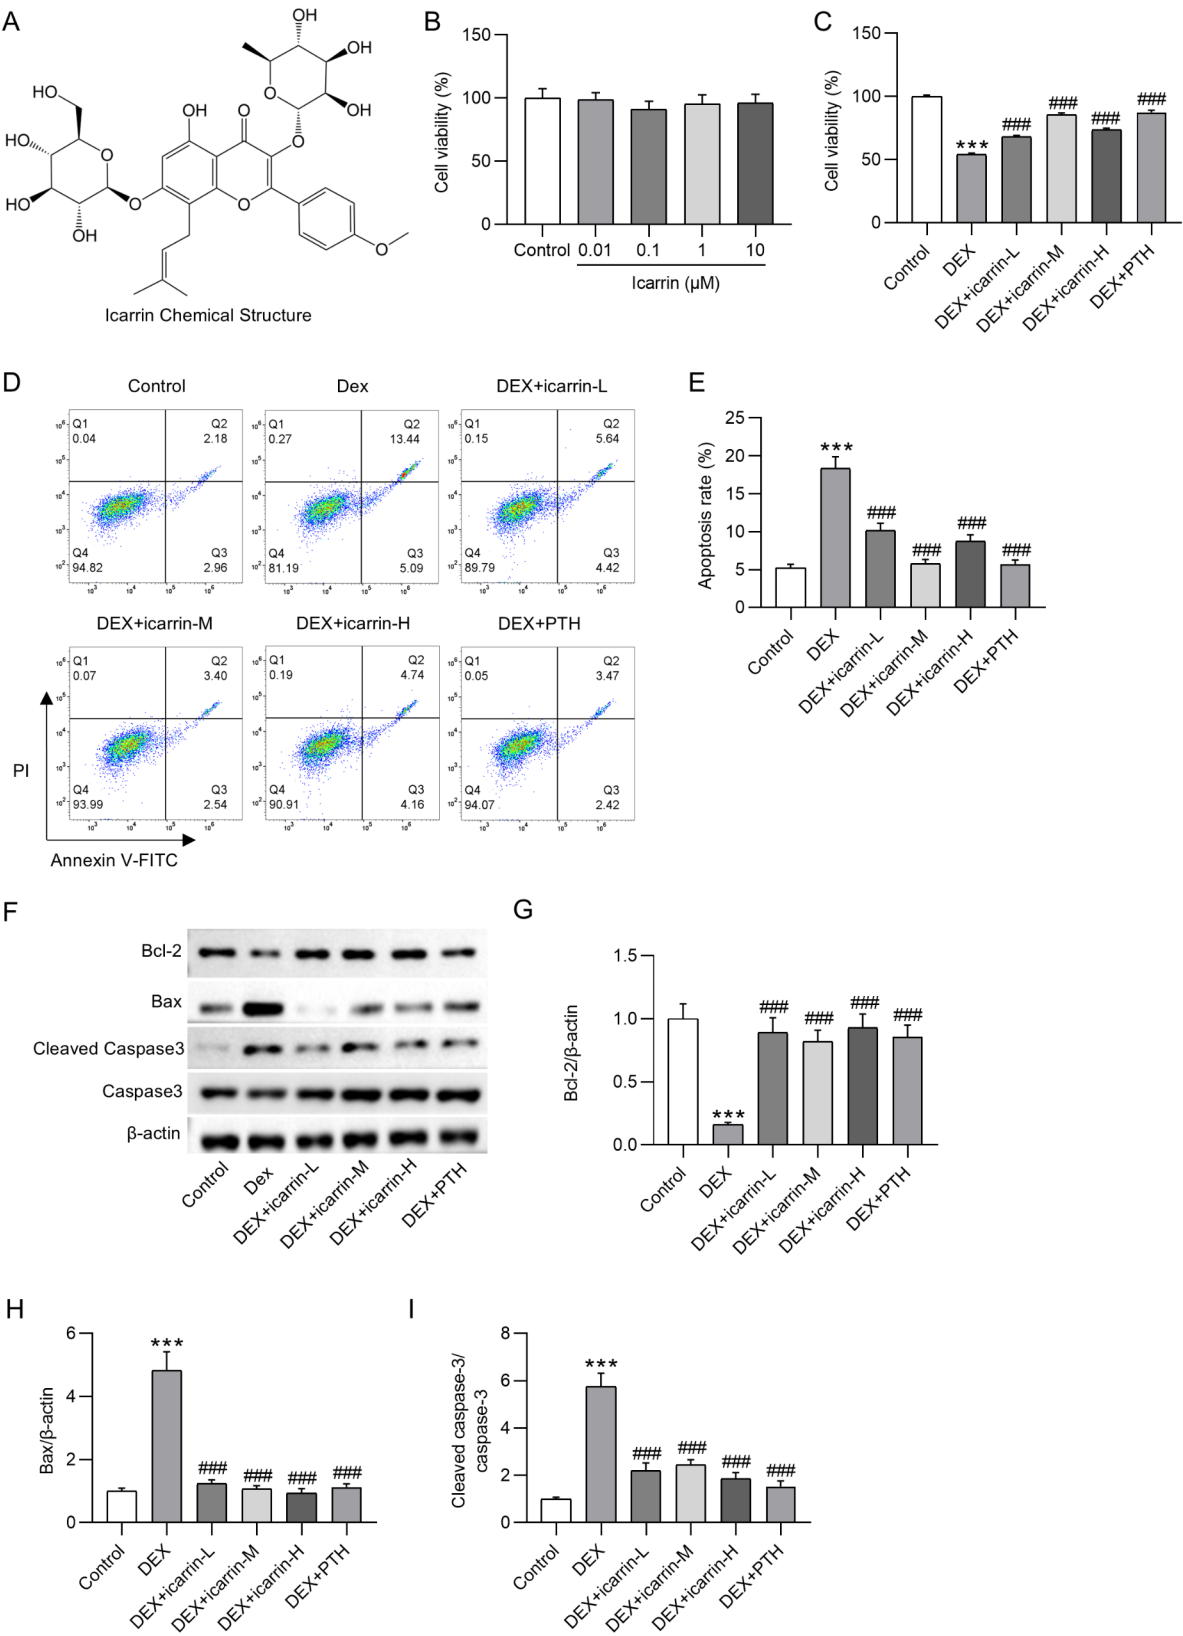 A
OH
OH
HO
OH
O
O
OH
O
HO
O
O
HO
O
O
OH
O
Icarrin Chemical Structure
B
Cell viability (%)
150
100
50
0
Control 0.01 0.1 1 10
Icarrin (μM)
C
Cell viability (%)
150
100
50
0
***
###
###
###
###
Control
DEX
DEX+icarrin-L
DEX+icarrin-M
DEX+icarrin-H
DEX+PTH
D
Control
Q1
0.04
Q2
2.18
Q4
94.82
Q3
2.96
Dex
Q1
0.27
Q2
13.44
Q4
81.19
Q3
5.09
DEX+icarrin-L
Q1
0.15
Q2
5.64
Q4
89.79
Q3
4.42
DEX+icarrin-M
Q1
0.07
Q2
3.40
Q4
93.99
Q3
2.54
DEX+icarrin-H
Q1
0.19
Q2
4.74
Q4
90.91
Q3
4.16
DEX+PTH
Q1
0.05
Q2
3.47
Q4
94.07
Q3
2.42
PI
Annexin V-FITC
E
Apoptosis rate (%)
25
20
15
10
5
0
***
###
###
###
###
Control
DEX
DEX+icarrin-L
DEX+icarrin-M
DEX+icarrin-H
DEX+PTH
F
Bcl-2
Bax
Cleaved Caspase3
Caspase3
β-actin
Control
Dex
DEX+icarrin-L
DEX+icarrin-M
DEX+icarrin-H
DEX+PTH
G
Bcl-2/β-actin
1.5
1.0
0.5
0.0
***
###
###
###
###
Control
DEX
DEX+icarrin-L
DEX+icarrin-M
DEX+icarrin-H
DEX+PTH
H
Bax/β-actin
6
4
2
0
***
###
###
###
###
Control
DEX
DEX+icarrin-L
DEX+icarrin-M
DEX+icarrin-H
DEX+PTH
I
Cleaved caspase-3/
caspase-3
8
6
4
2
0
***
###
###
###
###
Control
DEX
DEX+icarrin-L
DEX+icarrin-M
DEX+icarrin-H
DEX+PTH